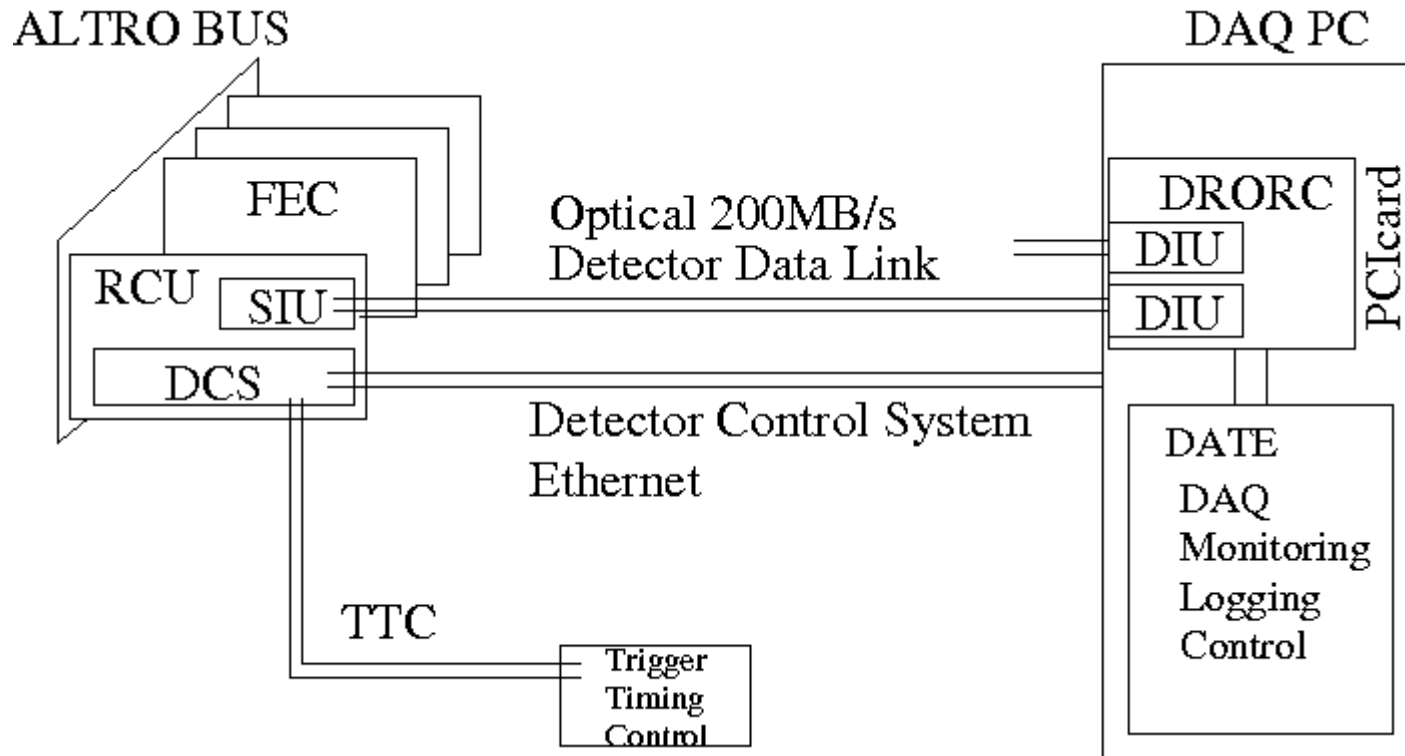 ALTRO BUS
DAQ PC
FEC
RCU
SIU
DCS
Optical 200MB/s
Detector Data Link
DRORC
DIU
DIU
PCIcard
Detector Control System
Ethernet
DATE
DAQ
Monitoring
Logging
Control
TTC
Trigger
Timing
Control